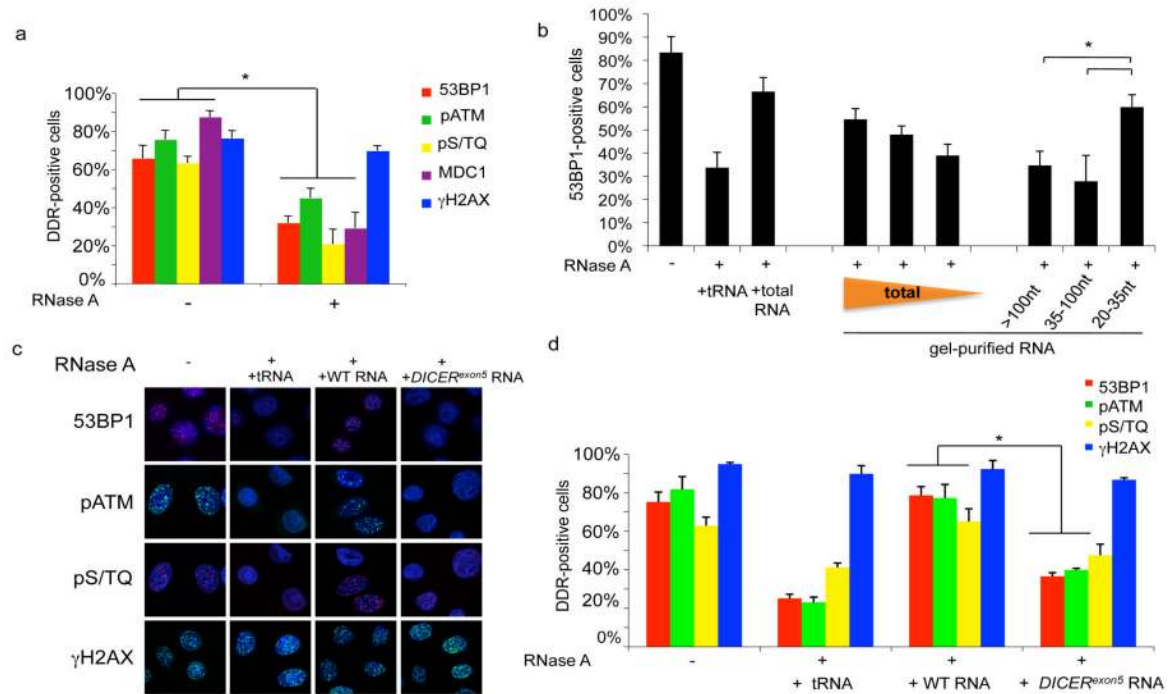 a
*
53BP1
pATM
pS/TQ
MDC1
γH2AX
DDR-positive cells
100%
80%
60%
40%
20%
0%
RNase A - +
b
53BP1-positive cells
90%
80%
70%
60%
50%
40%
30%
20%
10%
0%
*
RNase A - + + + + + + + +
+tRNA +total RNA
total
>100nt
35-100nt
20-35nt
gel-purified RNA
c
RNase A - + + +
+tRNA +WT RNA +DICERexon5 RNA
53BP1
pATM
pS/TQ
γH2AX
d
53BP1
pATM
pS/TQ
γH2AX
*
DDR-positive cells
100%
80%
60%
40%
20%
0%
RNase A - + + +
+ tRNA + WT RNA + DICERexon5 RNA